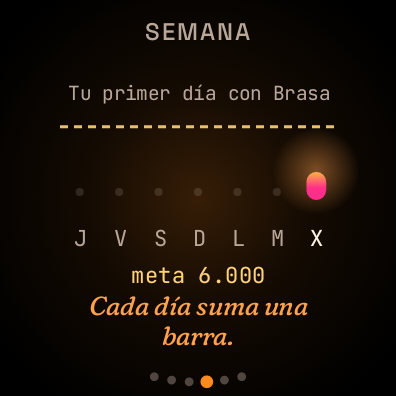 SEMANA
Tu primer día con Brasa
J V S D L M X
meta 6.000
Cada día suma una
barra.